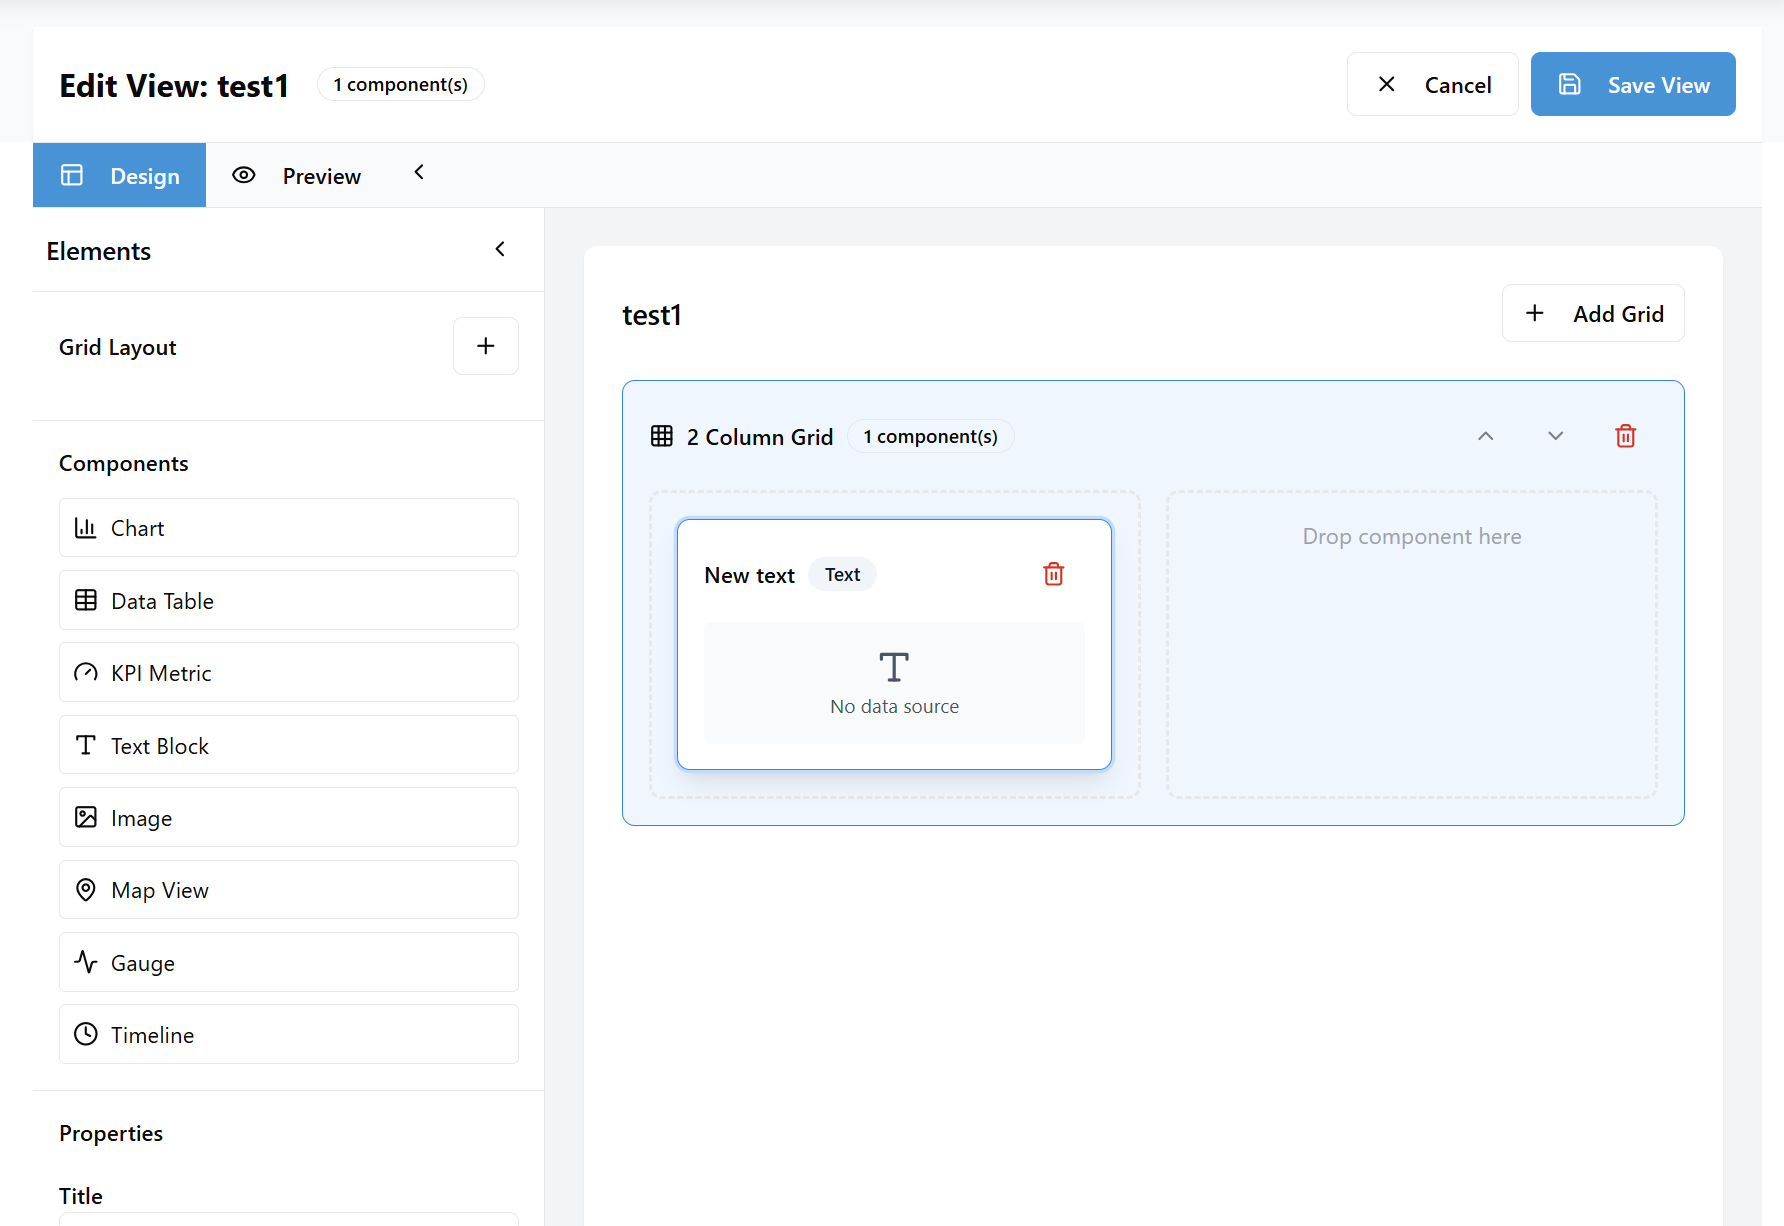 Edit View: test1
1 component(s)
Cancel
Save View
Design
Preview
Elements
Grid Layout
Components
Chart
Data Table
KPI Metric
Text Block
Image
Map View
Gauge
Timeline
Properties
Title
test1
Add Grid
2 Column Grid
1 component(s)
New text
Text
No data source
Drop component here